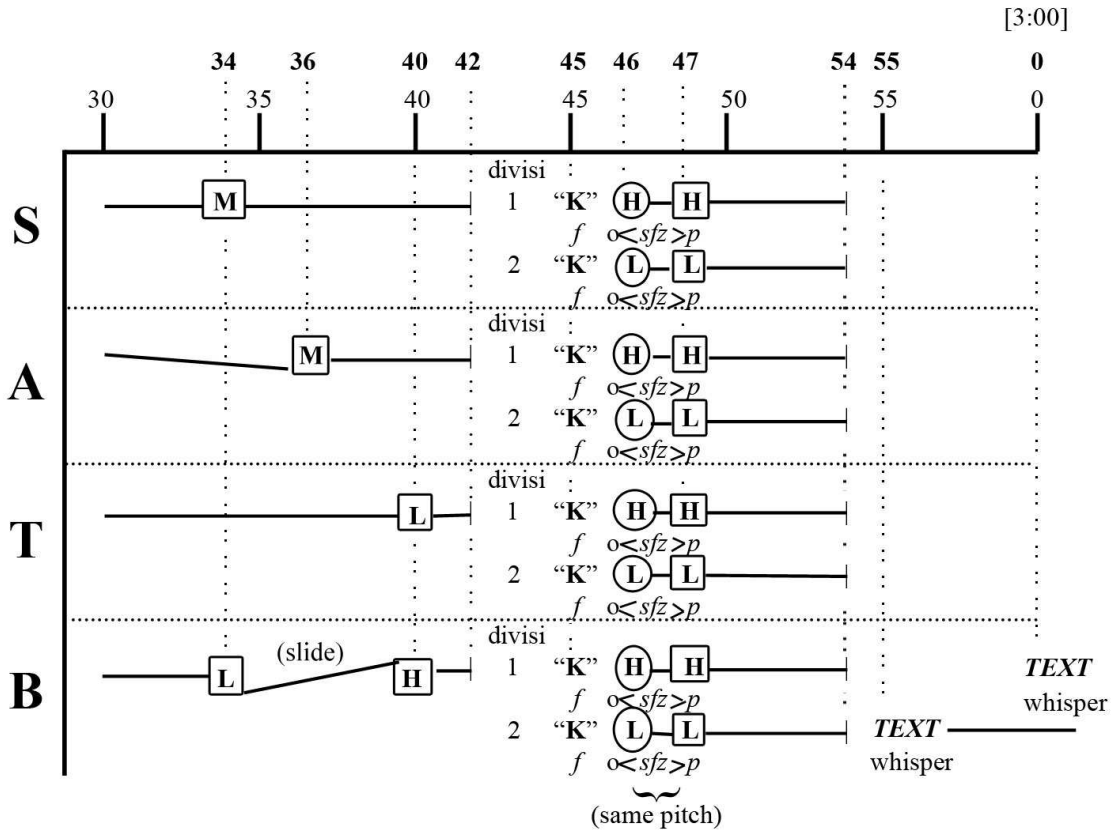 [3:00]
34 36 40 42 45 46 47 54 55 0
30 35 40 45 50 55 0
divisi
S M 1 “K” H H
f o<sfz>p
2 “K” L L
f o<sfz>p
divisi
A M 1 “K” H H
f o<sfz>p
2 “K” L L
f o<sfz>p
divisi
T L 1 “K” H H
f o<sfz>p
2 “K” L L
f o<sfz>p
divisi
(slide)
B L H 1 “K” H H TEXT
f o<sfz>p whisper
2 “K” L L TEXT
f o<sfz>p whisper
(same pitch)